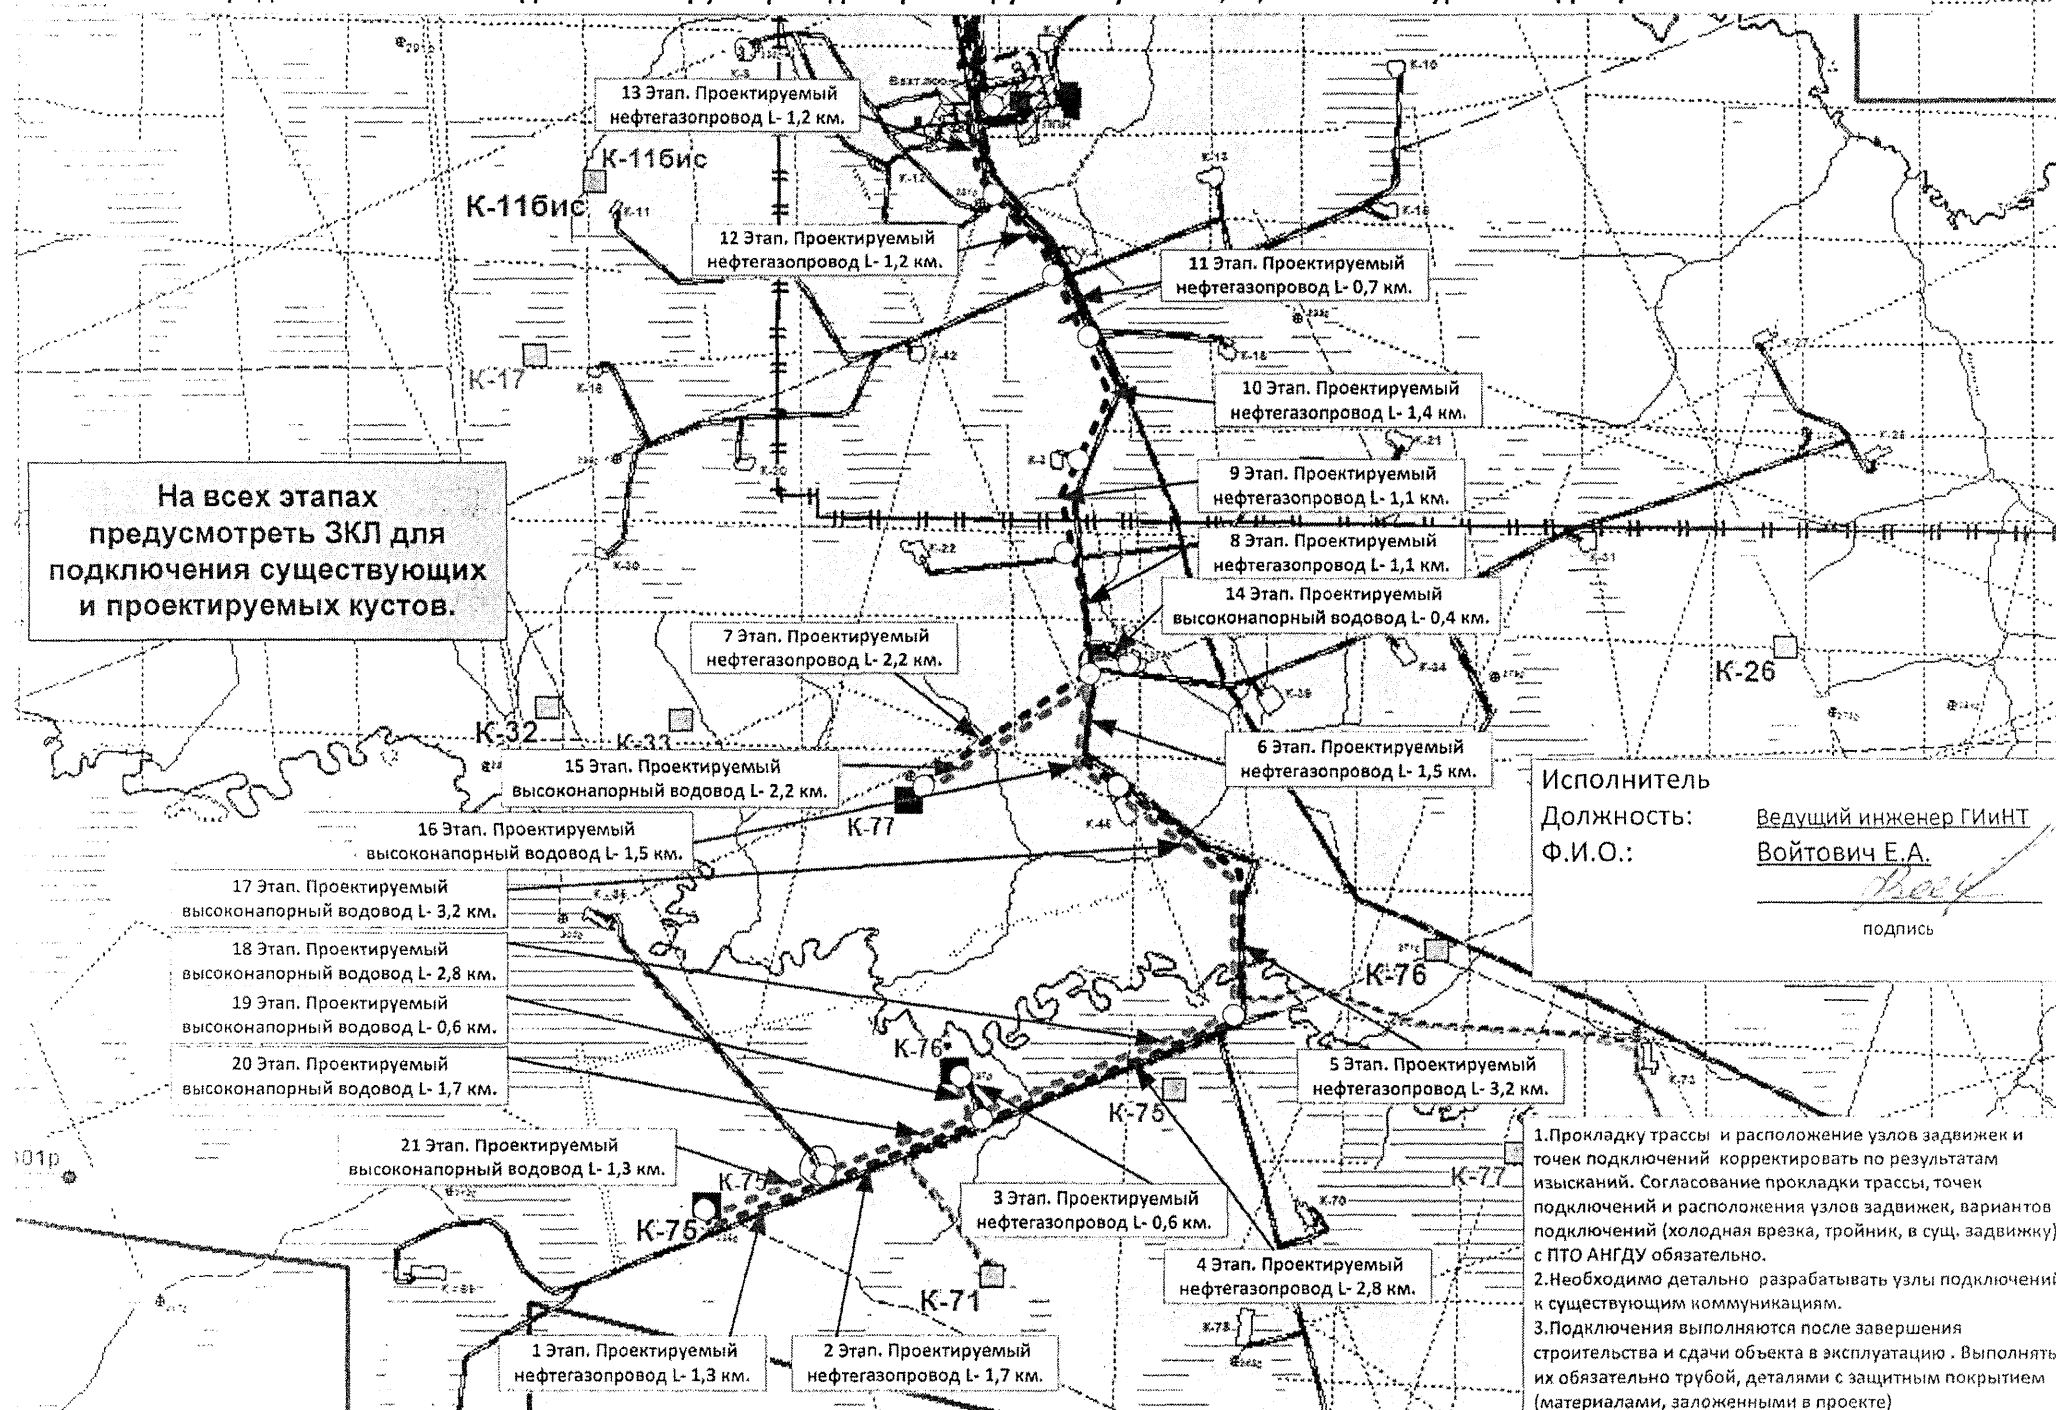 13 Этап. Проектируемый
нефтегазопровод L- 1,2 км.
К-10
К-11бис
К-11бис
К-11
К-12
К-13
К-16
12 Этап. Проектируемый
нефтегазопровод L- 1,2 км.
11 Этап. Проектируемый
нефтегазопровод L- 0,7 км.
К-17
К-42
10 Этап. Проектируемый
нефтегазопровод L- 1,4 км.
К-21
9 Этап. Проектируемый
нефтегазопровод L- 1,1 км.
На всех этапах
предусмотреть ЗКЛ для
подключения существующих
и проектируемых кустов.
К-22
8 Этап. Проектируемый
нефтегазопровод L- 1,1 км.
14 Этап. Проектируемый
высоконапорный водовод L- 0,4 км.
7 Этап. Проектируемый
нефтегазопровод L- 2,2 км.
К-26
К-32
К-33
6 Этап. Проектируемый
нефтегазопровод L- 1,5 км.
15 Этап. Проектируемый
высоконапорный водовод L- 2,2 км.
К-77
Исполнитель
Должность: Ведущий инженер ГИиНТ
Ф.И.О.: Войтович Е.А.
подпись
16 Этап. Проектируемый
высоконапорный водовод L- 1,5 км.
17 Этап. Проектируемый
высоконапорный водовод L- 3,2 км.
18 Этап. Проектируемый
высоконапорный водовод L- 2,8 км.
К-76
19 Этап. Проектируемый
высоконапорный водовод L- 0,6 км.
К-76
20 Этап. Проектируемый
высоконапорный водовод L- 1,7 км.
5 Этап. Проектируемый
нефтегазопровод L- 3,2 км.
К-75
21 Этап. Проектируемый
высоконапорный водовод L- 1,3 км.
К-75
К-75
К-77
К-70
3 Этап. Проектируемый
нефтегазопровод L- 0,6 км.
4 Этап. Проектируемый
нефтегазопровод L- 2,8 км.
К-71
1 Этап. Проектируемый
нефтегазопровод L- 1,3 км.
2 Этап. Проектируемый
нефтегазопровод L- 1,7 км.
1.Прокладку трассы и расположение узлов задвижек и
точек подключений корректировать по результатам
изысканий. Согласование прокладки трассы, точек
подключений и расположения узлов задвижек, вариантов
подключений (холодная врезка, тройник, в сущ. задвижку)
с ПТО АНГДУ обязательно.
2.Необходимо детально разрабатывать узлы подключений
к существующим коммуникациям.
3.Подключения выполняются после завершения
строительства и сдачи объекта в эксплуатацию . Выполнять
их обязательно трубой, деталями с защитным покрытием
(материалами, заложенными в проекте)